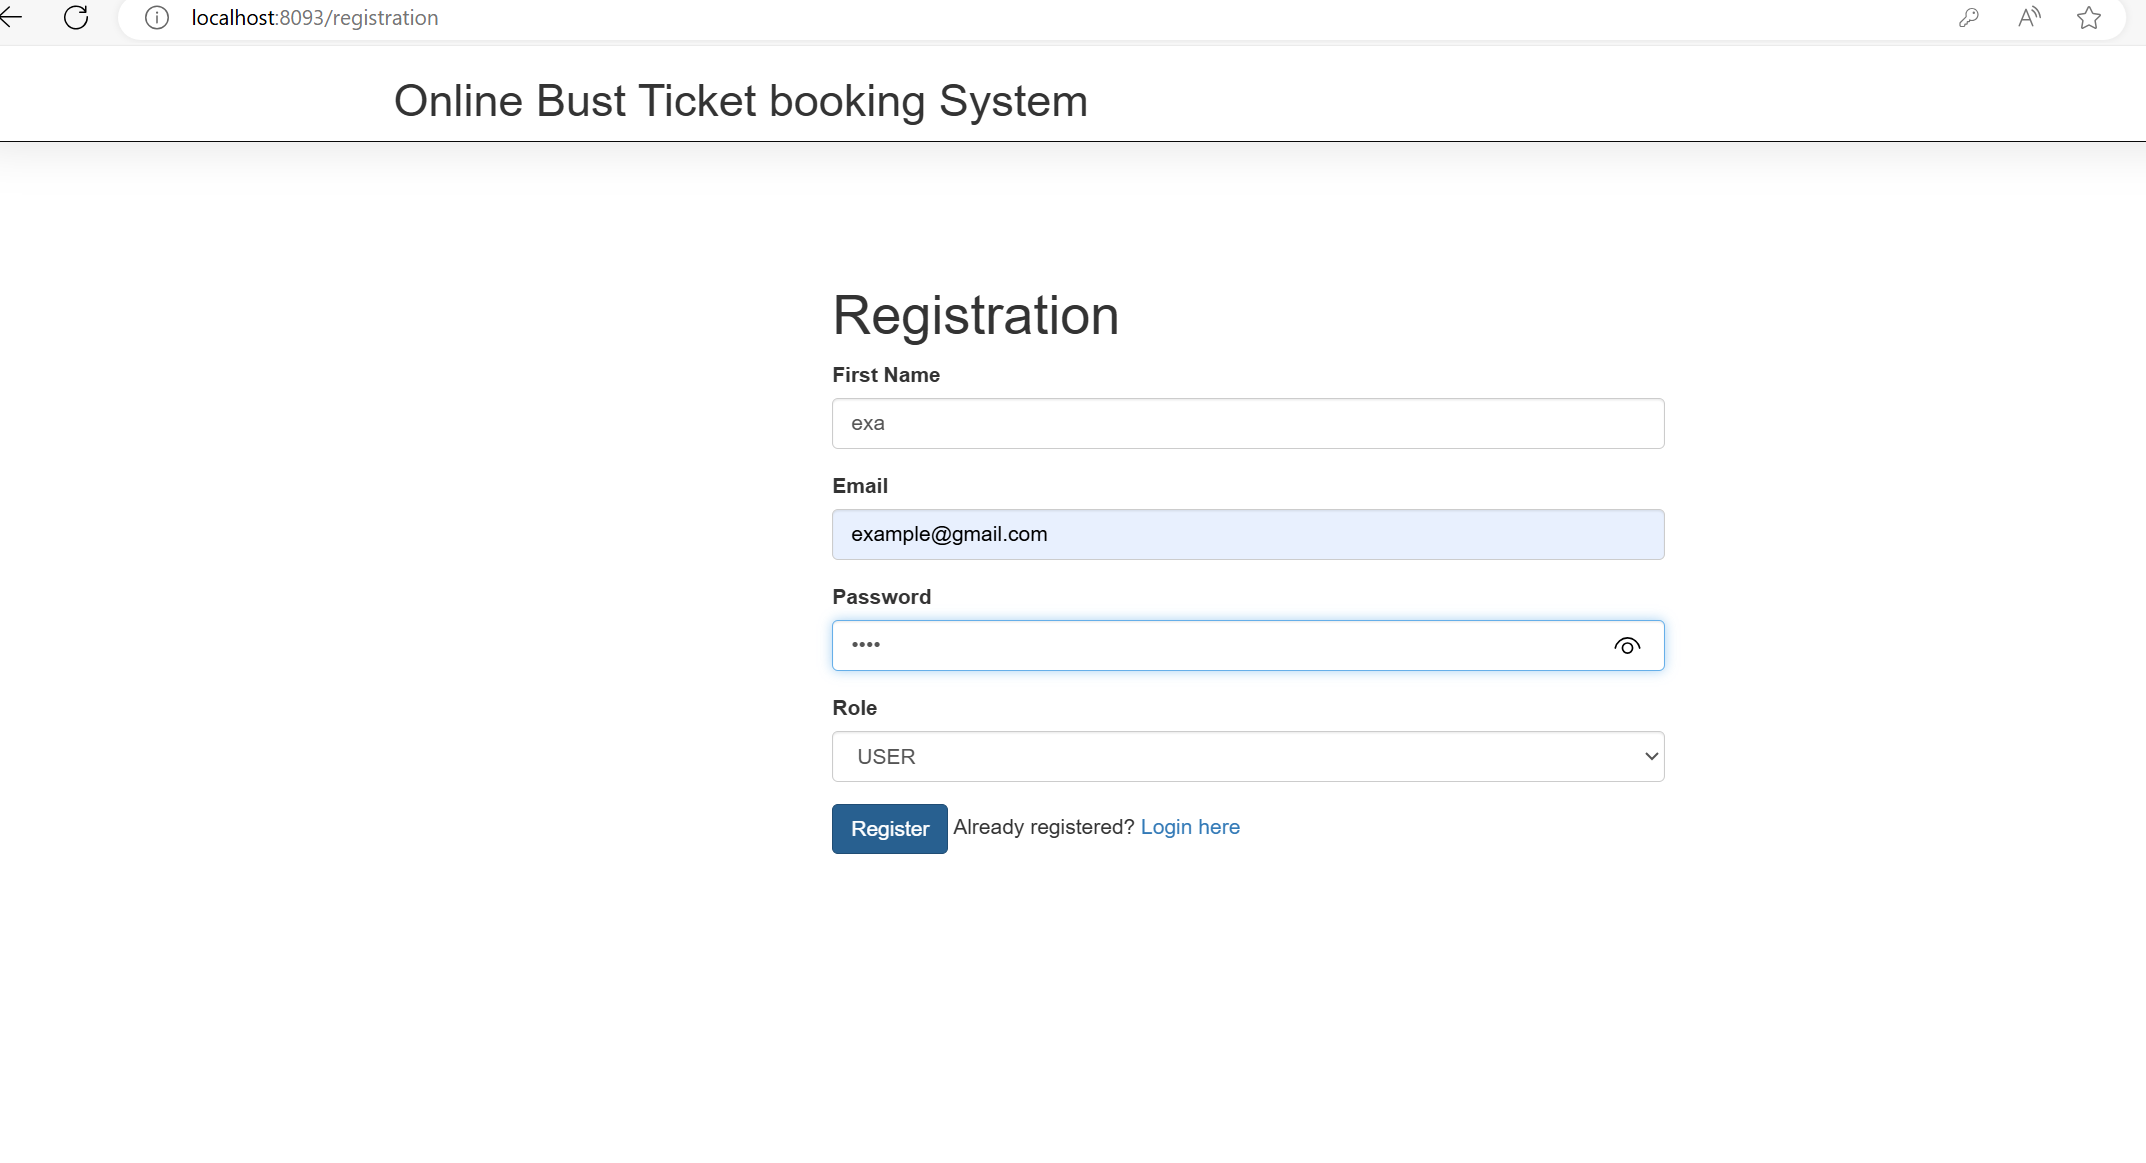 localhost:8093/registration
Online Bust Ticket booking System
Registration
First Name
exa
Email
example@gmail.com
Password
••••
Role
USER
Register Already registered? Login here